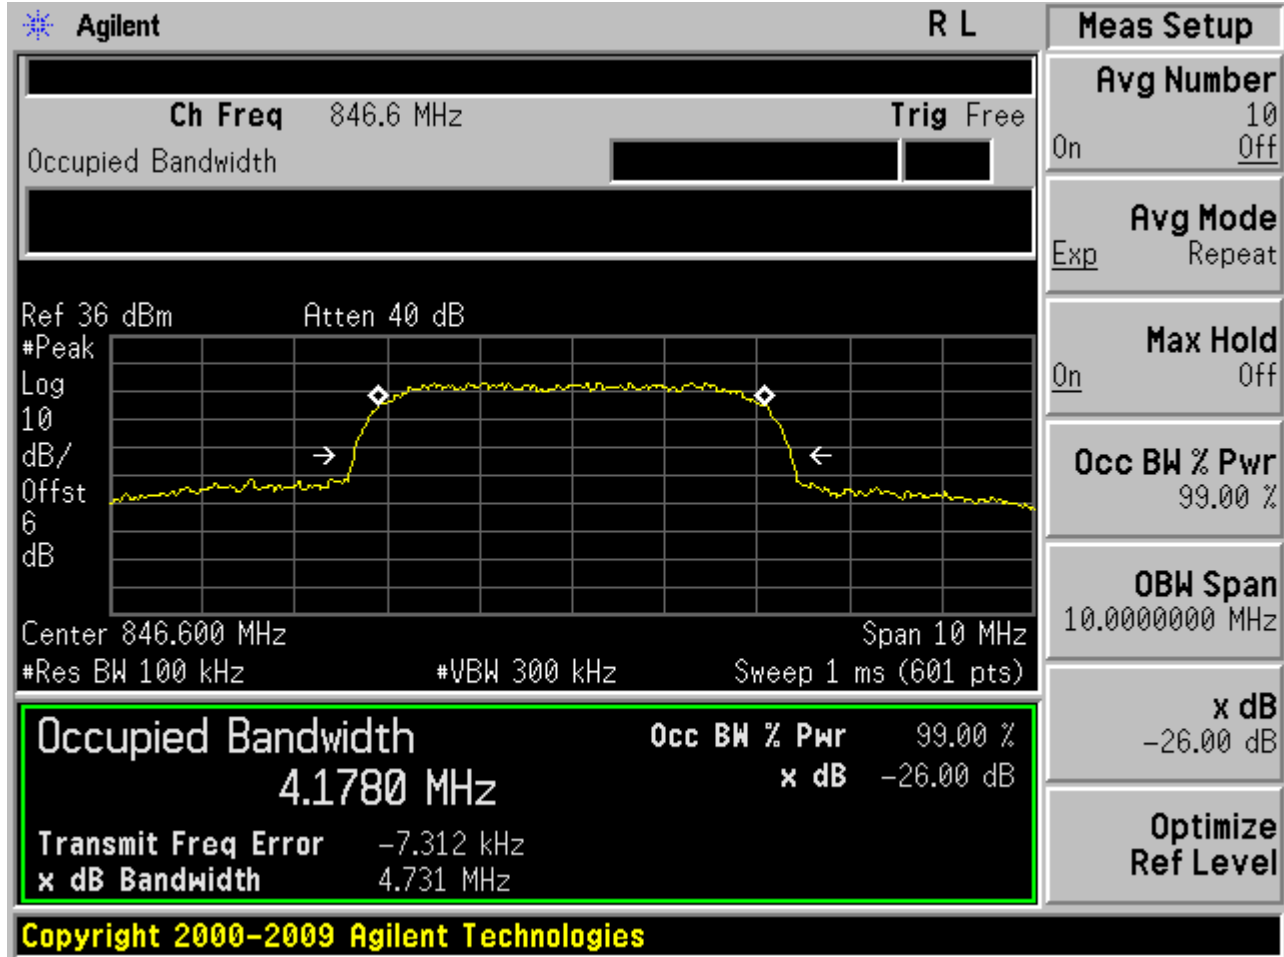 Agilent R L
Ch Freq 846.6 MHz Trig Free
Occupied Bandwidth
Ref 36 dBm Atten 40 dB
#Peak
Log
10
dB/
Offst
6
dB
Center 846.600 MHz Span 10 MHz
#Res BW 100 kHz #VBW 300 kHz Sweep 1 ms (601 pts)
Occupied Bandwidth Occ BW % Pwr 99.00 %
4.1780 MHz x dB -26.00 dB
Transmit Freq Error -7.312 kHz
x dB Bandwidth 4.731 MHz
Copyright 2000-2009 Agilent Technologies
Meas Setup
Avg Number
10
On Off
Avg Mode
Exp Repeat
Max Hold
On Off
Occ BW % Pwr
99.00 %
OBW Span
10.0000000 MHz
x dB
-26.00 dB
Optimize
Ref Level